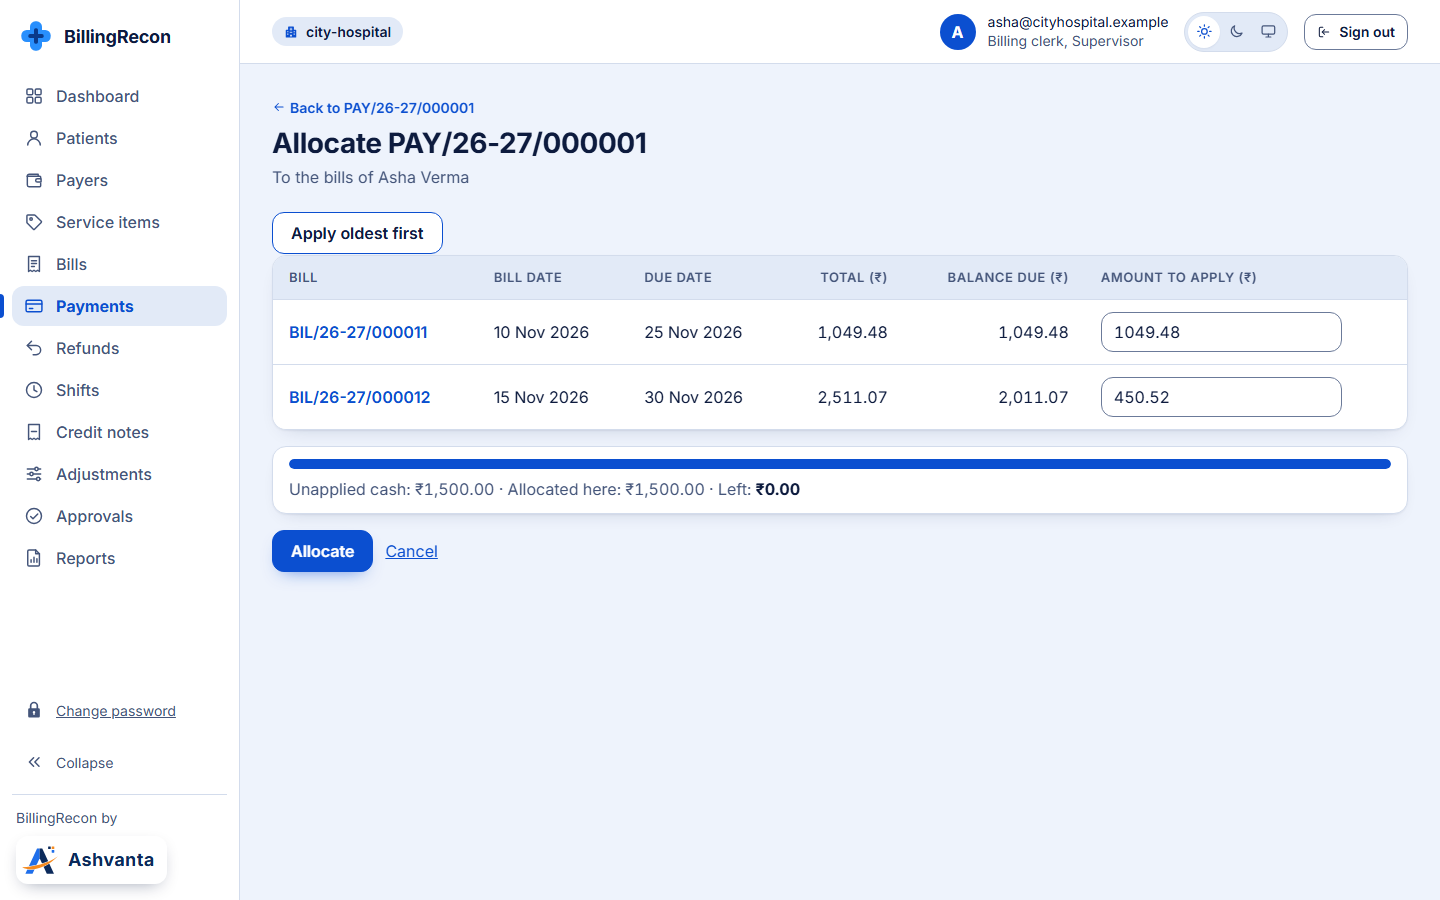 BillingRecon
city-hospital
A
asha@cityhospital.example
Billing clerk, Supervisor
Sign out
Dashboard
Patients
Payers
Service items
Bills
Payments
Refunds
Shifts
Credit notes
Adjustments
Approvals
Reports
Change password
Collapse
BillingRecon by
Ashvanta
← Back to PAY/26-27/000001
Allocate PAY/26-27/000001
To the bills of Asha Verma
Apply oldest first
BILL BILL DATE DUE DATE TOTAL (₹) BALANCE DUE (₹) AMOUNT TO APPLY (₹)
BIL/26-27/000011 10 Nov 2026 25 Nov 2026 1,049.48 1,049.48 1049.48
BIL/26-27/000012 15 Nov 2026 30 Nov 2026 2,511.07 2,011.07 450.52
Unapplied cash: ₹1,500.00 · Allocated here: ₹1,500.00 · Left: ₹0.00
Allocate Cancel